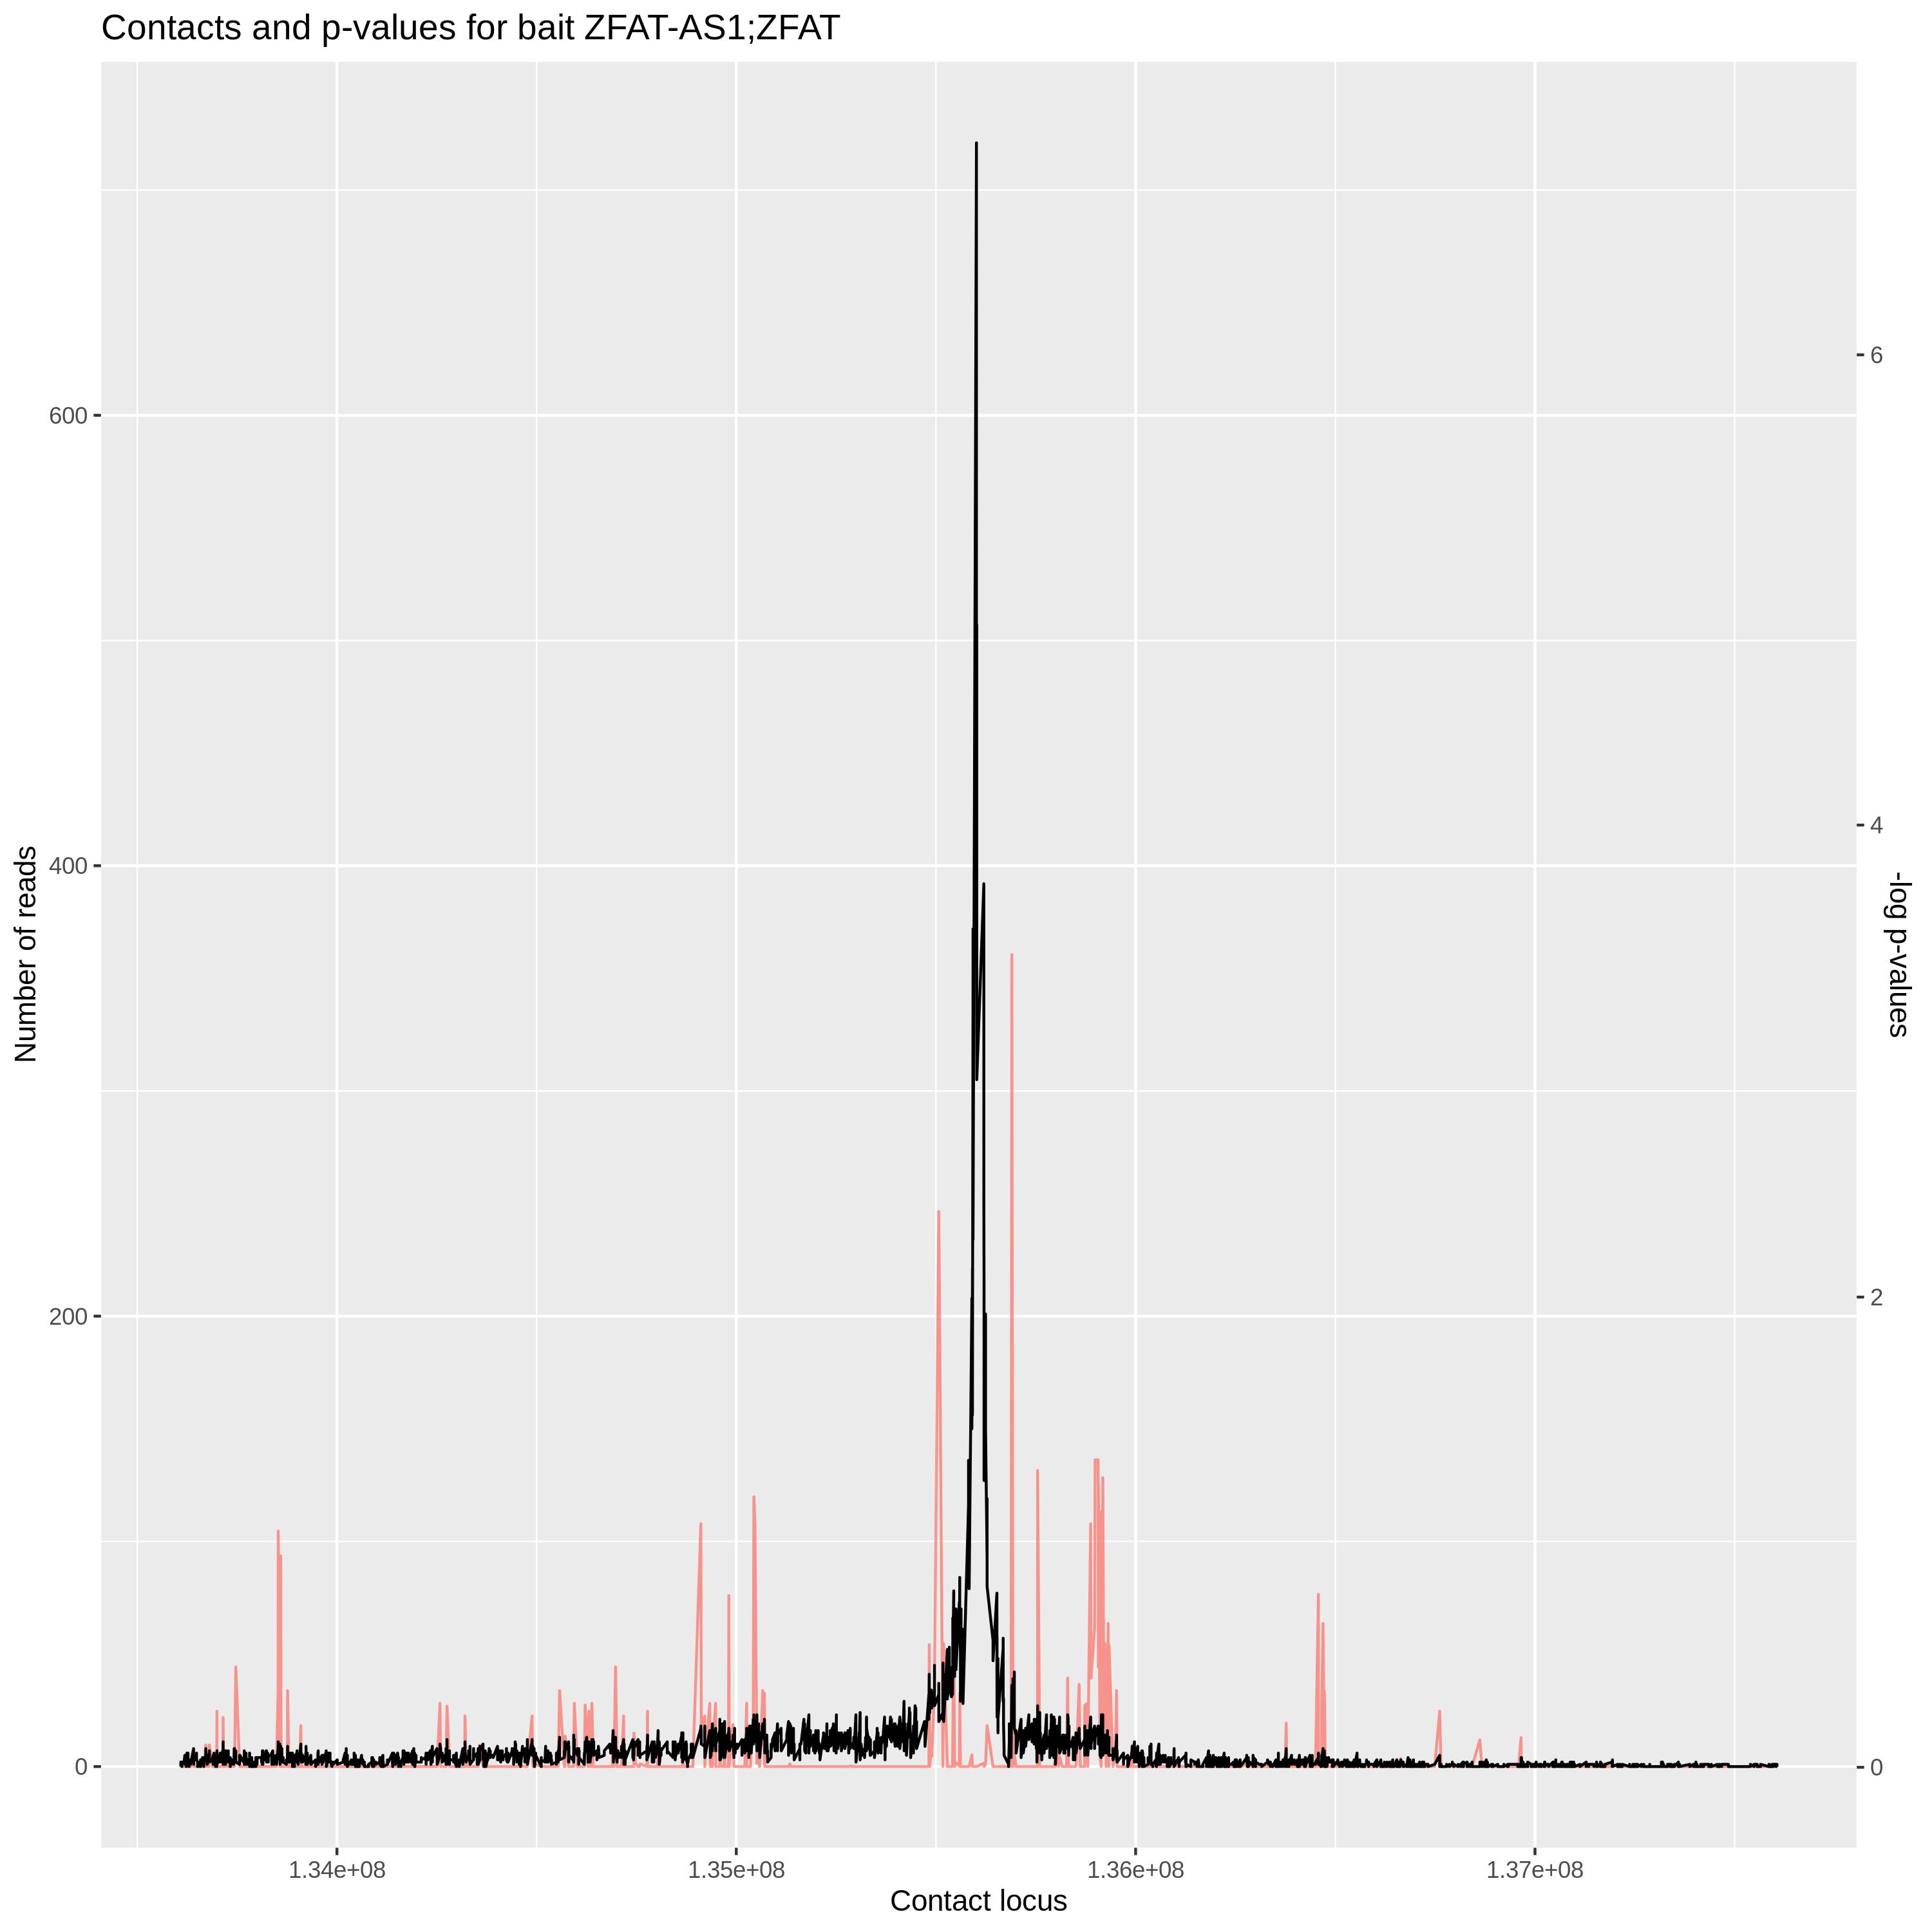 Contacts and p-values for bait ZFAT-AS1;ZFAT
Number of reads
600
400
200
0
6
4
2
0
-log p-values
1.34e+08
1.35e+08
1.36e+08
1.37e+08
Contact locus